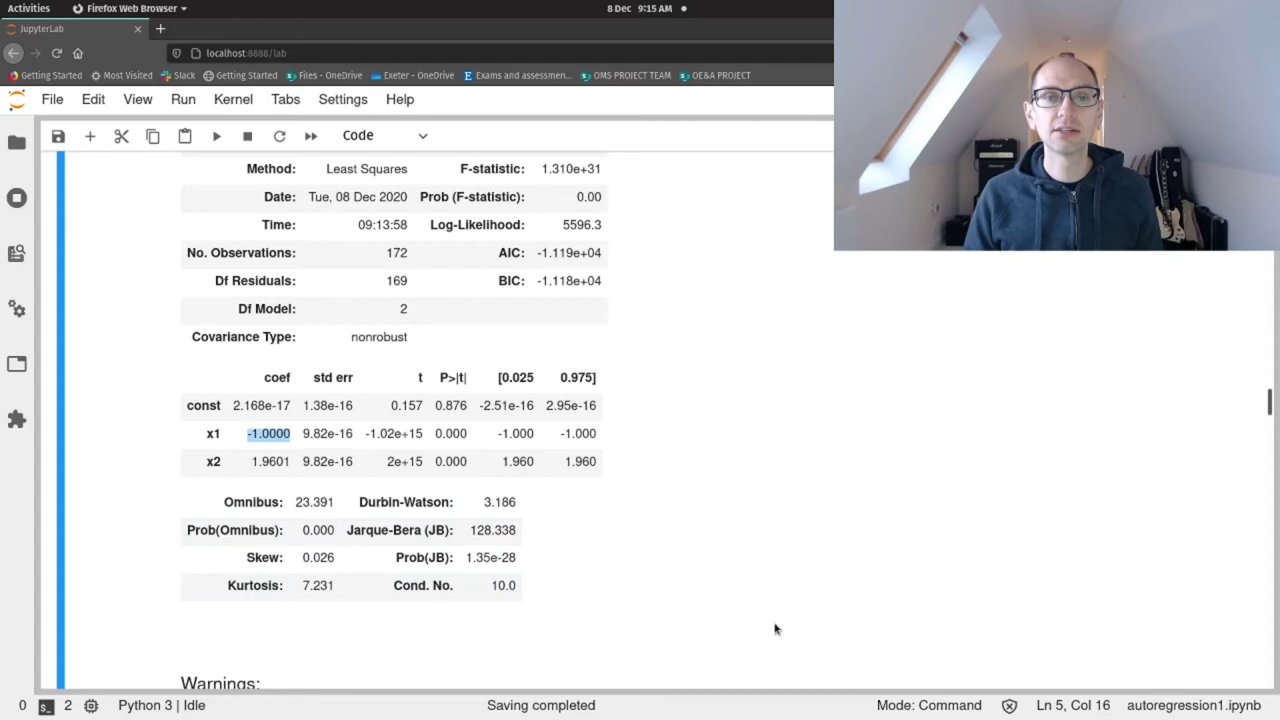 Activities Firefox Web Browser 8 Dec 9:15 AM
JupyterLab
localhost:8888/lab
Getting Started Most Visited Slack Getting Started Files - OneDrive Exeter - OneDrive Exams and assessmen... OMS PROJECT TEAM OE&A PROJECT
File Edit View Run Kernel Tabs Settings Help
Code
Method: Least Squares F-statistic: 1.310e+31
Date: Tue, 08 Dec 2020 Prob (F-statistic): 0.00
Time: 09:13:58 Log-Likelihood: 5596.3
No. Observations: 172 AIC: -1.119e+04
Df Residuals: 169 BIC: -1.118e+04
Df Model: 2
Covariance Type: nonrobust
coef std err t P>|t| [0.025 0.975]
const 2.168e-17 1.38e-16 0.157 0.876 -2.51e-16 2.95e-16
x1 -1.0000 9.82e-16 -1.02e+15 0.000 -1.000 -1.000
x2 1.9601 9.82e-16 2e+15 0.000 1.960 1.960
Omnibus: 23.391 Durbin-Watson: 3.186
Prob(Omnibus): 0.000 Jarque-Bera (JB): 128.338
Skew: 0.026 Prob(JB): 1.35e-28
Kurtosis: 7.231 Cond. No. 10.0
Warnings:
0 2 Python 3 | Idle Saving completed Mode: Command Ln 5, Col 16 autoregression1.ipynb